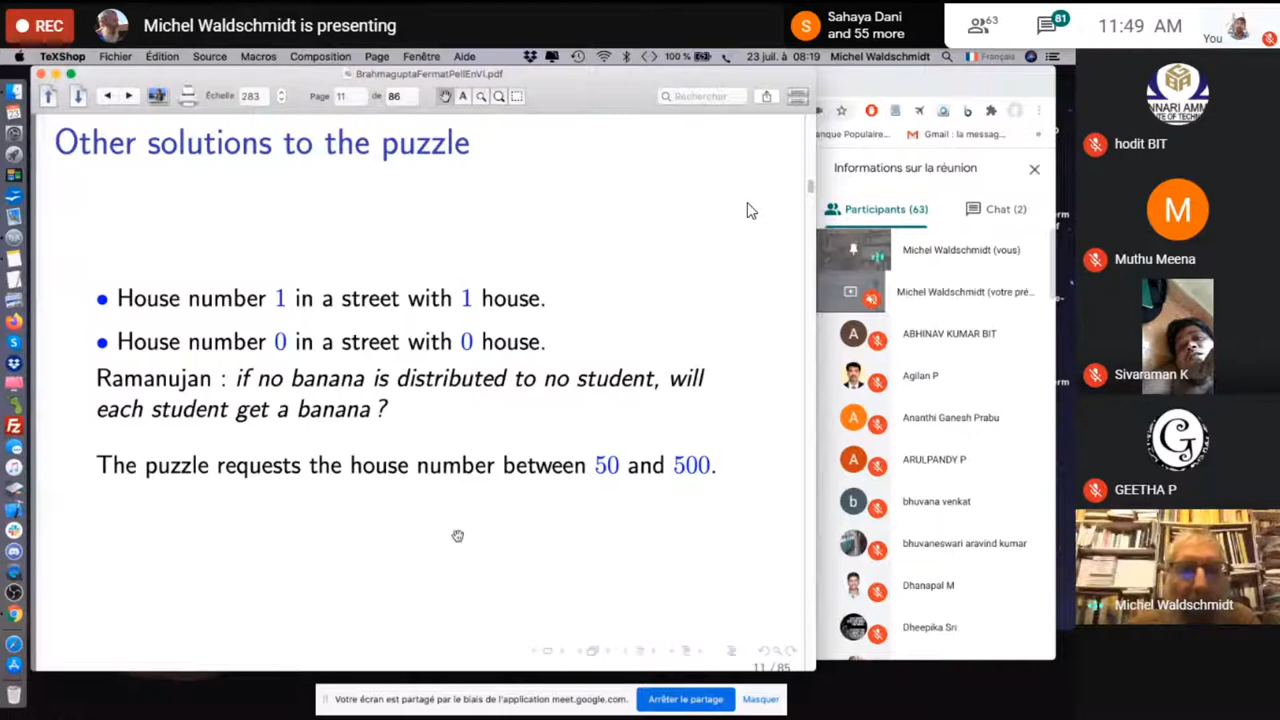 REC
Michel Waldschmidt is presenting
S
Sahaya Dani
and 55 more
63
81
11:49 AM
You
TeXShop Fichier Édition Source Macros Composition Page Fenêtre Aide
100 %
23 juil. à 08:19 Michel Waldschmidt
Français
BrahmaguptaFermatPellEnVI.pdf
Échelle 283
Page 11 de 86
Rechercher
Other solutions to the puzzle
• House number 1 in a street with 1 house.
• House number 0 in a street with 0 house.
Ramanujan : if no banana is distributed to no student, will
each student get a banana ?
The puzzle requests the house number between 50 and 500.
11 / 85
anque Populaire...
Gmail : la messag...
Informations sur la réunion
Participants (63)
Chat (2)
Michel Waldschmidt (vous)
Michel Waldschmidt (votre pré...
A
ABHINAV KUMAR BIT
Agilan P
A
Ananthi Ganesh Prabu
A
ARULPANDY P
b
bhuvana venkat
bhuvaneswari aravind kumar
Dhanapal M
Dheepika Sri
NNARI AMM
hodit BIT
M
Muthu Meena
Sivaraman K
G
GEETHA P
Michel Waldschmidt
Votre écran est partagé par le biais de l'application meet.google.com.
Arrêter le partage
Masquer